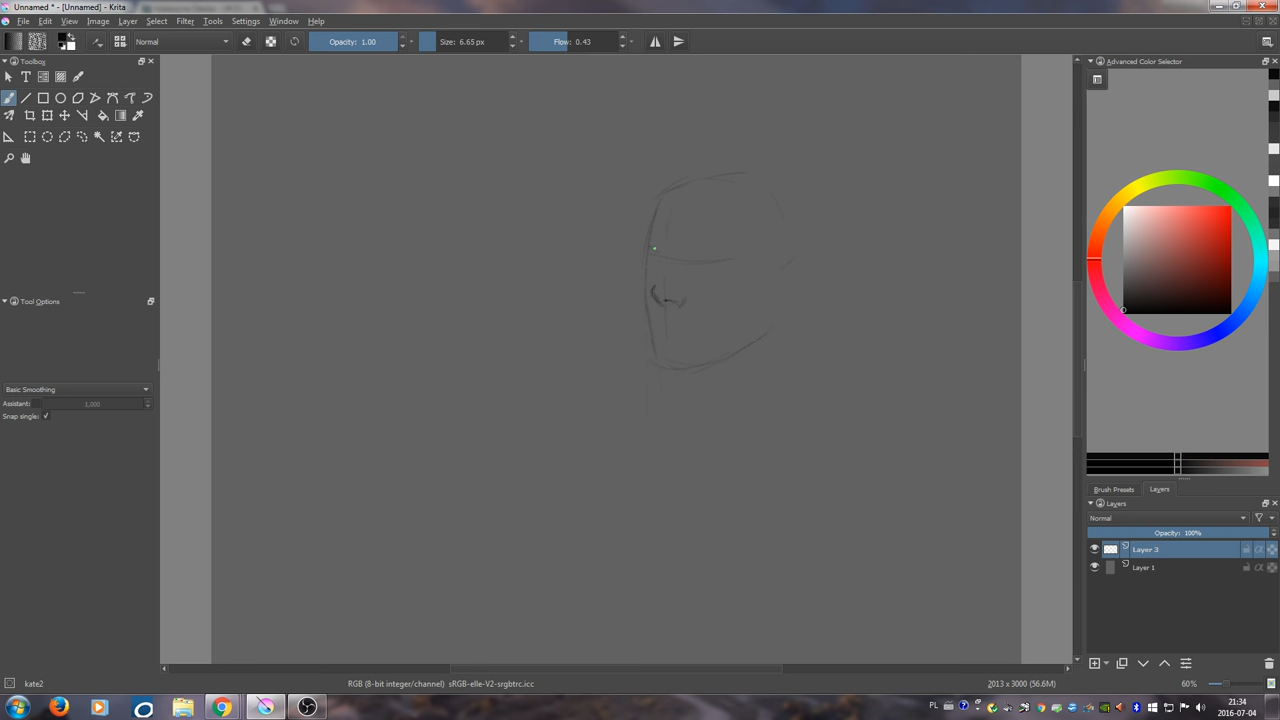 Unnamed * - [Unnamed] - Krita
File Edit View Image Layer Select Filter Tools Settings Window Help
Normal Opacity: 1.00 Size: 6.65 px Flow: 0.43
Toolbox
Advanced Color Selector
Tool Options
Basic Smoothing
Assistant: 1,000
Snap single:
Brush Presets Layers
Layers
Normal
Opacity: 100%
Layer 3
Layer 1
kate2 RGB (8-bit integer/channel) sRGB-elle-V2-srgbtrc.icc 2013 x 3000 (56.6M) 60%
PL 21:34
2016-07-04